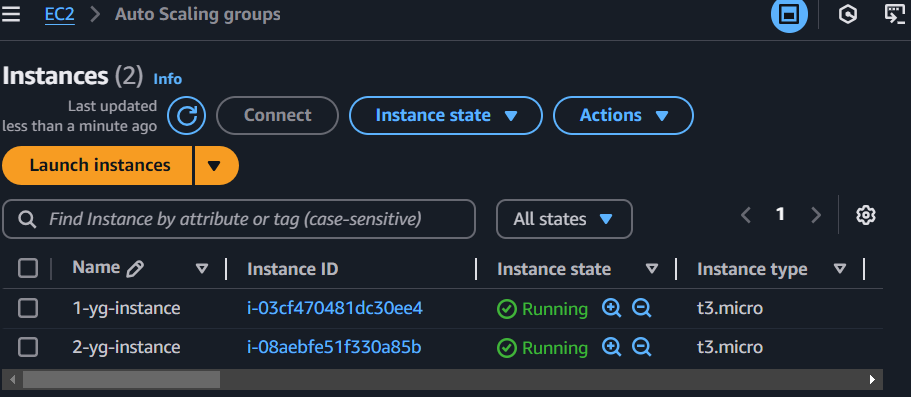 EC2 Auto Scaling groups
Instances (2) Info
Last updated
less than a minute ago
Connect
Instance state
Actions
Launch instances
Find Instance by attribute or tag (case-sensitive)
All states
1
Name Instance ID Instance state Instance type
1-yg-instance i-03cf470481dc30ee4 Running t3.micro
2-yg-instance i-08aebfe51f330a85b Running t3.micro